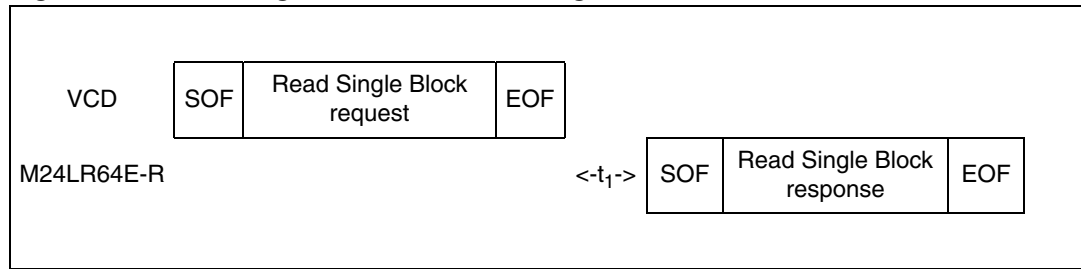 Read Single Block
VCD SOF request EOF
M24LR64E-R <-t₁-> SOF Read Single Block EOF
response